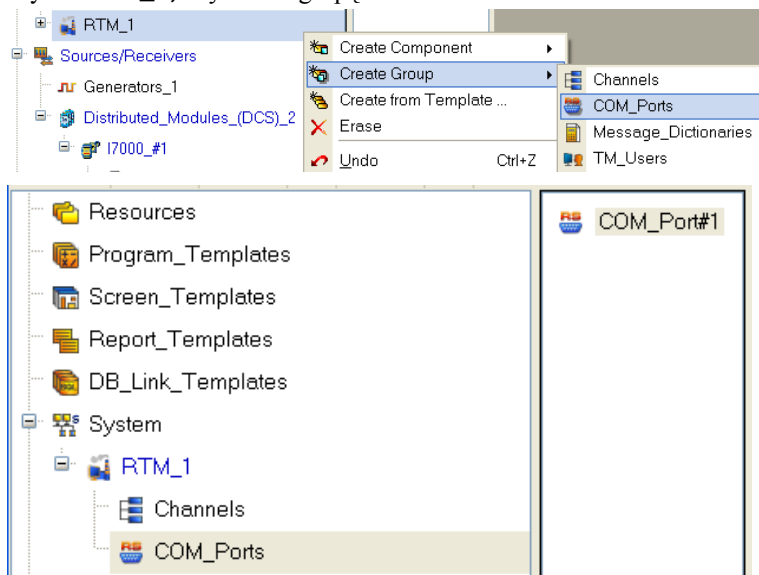 RTM_1
Sources/Receivers
Generators_1
Distributed_Modules_(DCS)_2
I7000_#1
Create Component
Create Group
Create from Template ...
Erase
Undo Ctrl+Z
Channels
COM_Ports
Message_Dictionaries
TM_Users
Resources
Program_Templates
Screen_Templates
Report_Templates
DB_Link_Templates
System
RTM_1
Channels
COM_Ports
COM_Port#1